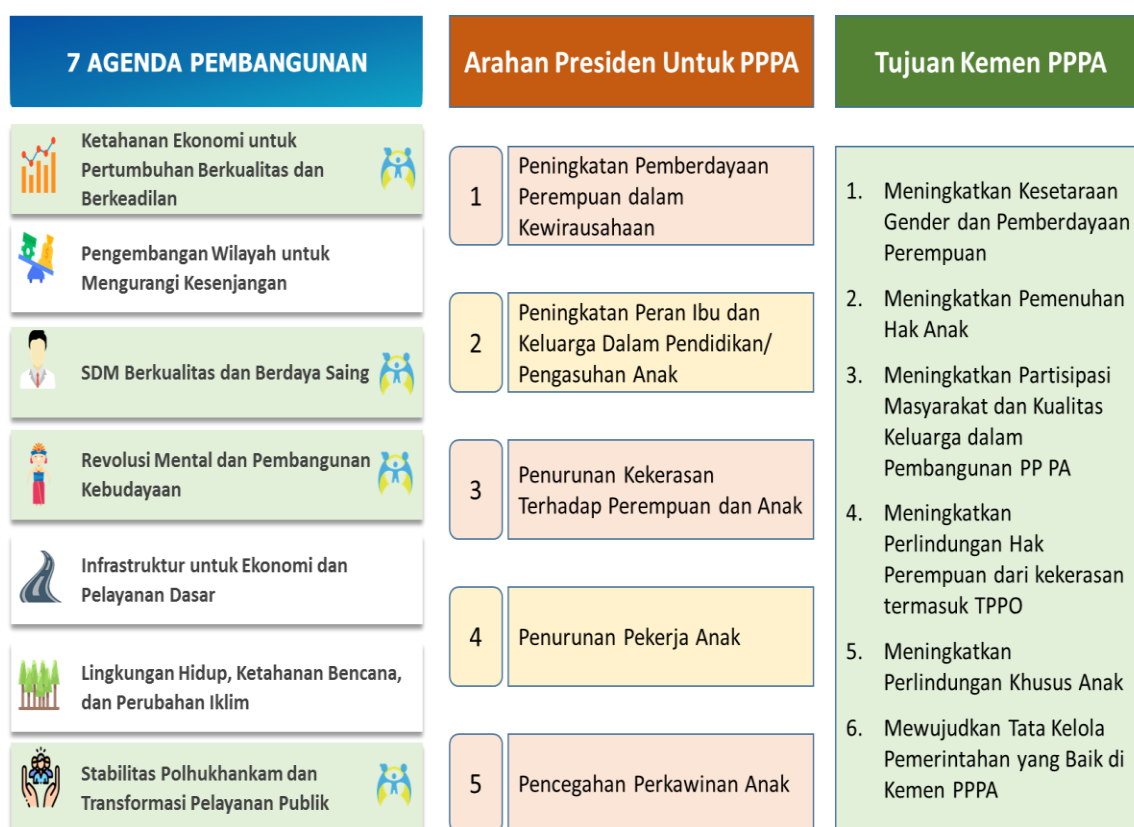 7 AGENDA PEMBANGUNAN
Ketahanan Ekonomi untuk
Pertumbuhan Berkualitas dan
Berkeadilan
Pengembangan Wilayah untuk
Mengurangi Kesenjangan
SDM Berkualitas dan Berdaya Saing
Revolusi Mental dan Pembangunan
Kebudayaan
Infrastruktur untuk Ekonomi dan
Pelayanan Dasar
Lingkungan Hidup, Ketahanan Bencana,
dan Perubahan Iklim
Stabilitas Polhukhankam dan
Transformasi Pelayanan Publik
Arahan Presiden Untuk PPPA
1
Peningkatan Pemberdayaan
Perempuan dalam
Kewirausahaan
2
Peningkatan Peran Ibu dan
Keluarga Dalam Pendidikan/
Pengasuhan Anak
3
Penurunan Kekerasan
Terhadap Perempuan dan Anak
4
Penurunan Pekerja Anak
5
Pencegahan Perkawinan Anak
Tujuan Kemen PPPA
1. Meningkatkan Kesetaraan
Gender dan Pemberdayaan
Perempuan
2. Meningkatkan Pemenuhan
Hak Anak
3. Meningkatkan Partisipasi
Masyarakat dan Kualitas
Keluarga dalam
Pembangunan PP PA
4. Meningkatkan
Perlindungan Hak
Perempuan dari kekerasan
termasuk TPPO
5. Meningkatkan
Perlindungan Khusus Anak
6. Mewujudkan Tata Kelola
Pemerintahan yang Baik di
Kemen PPPA